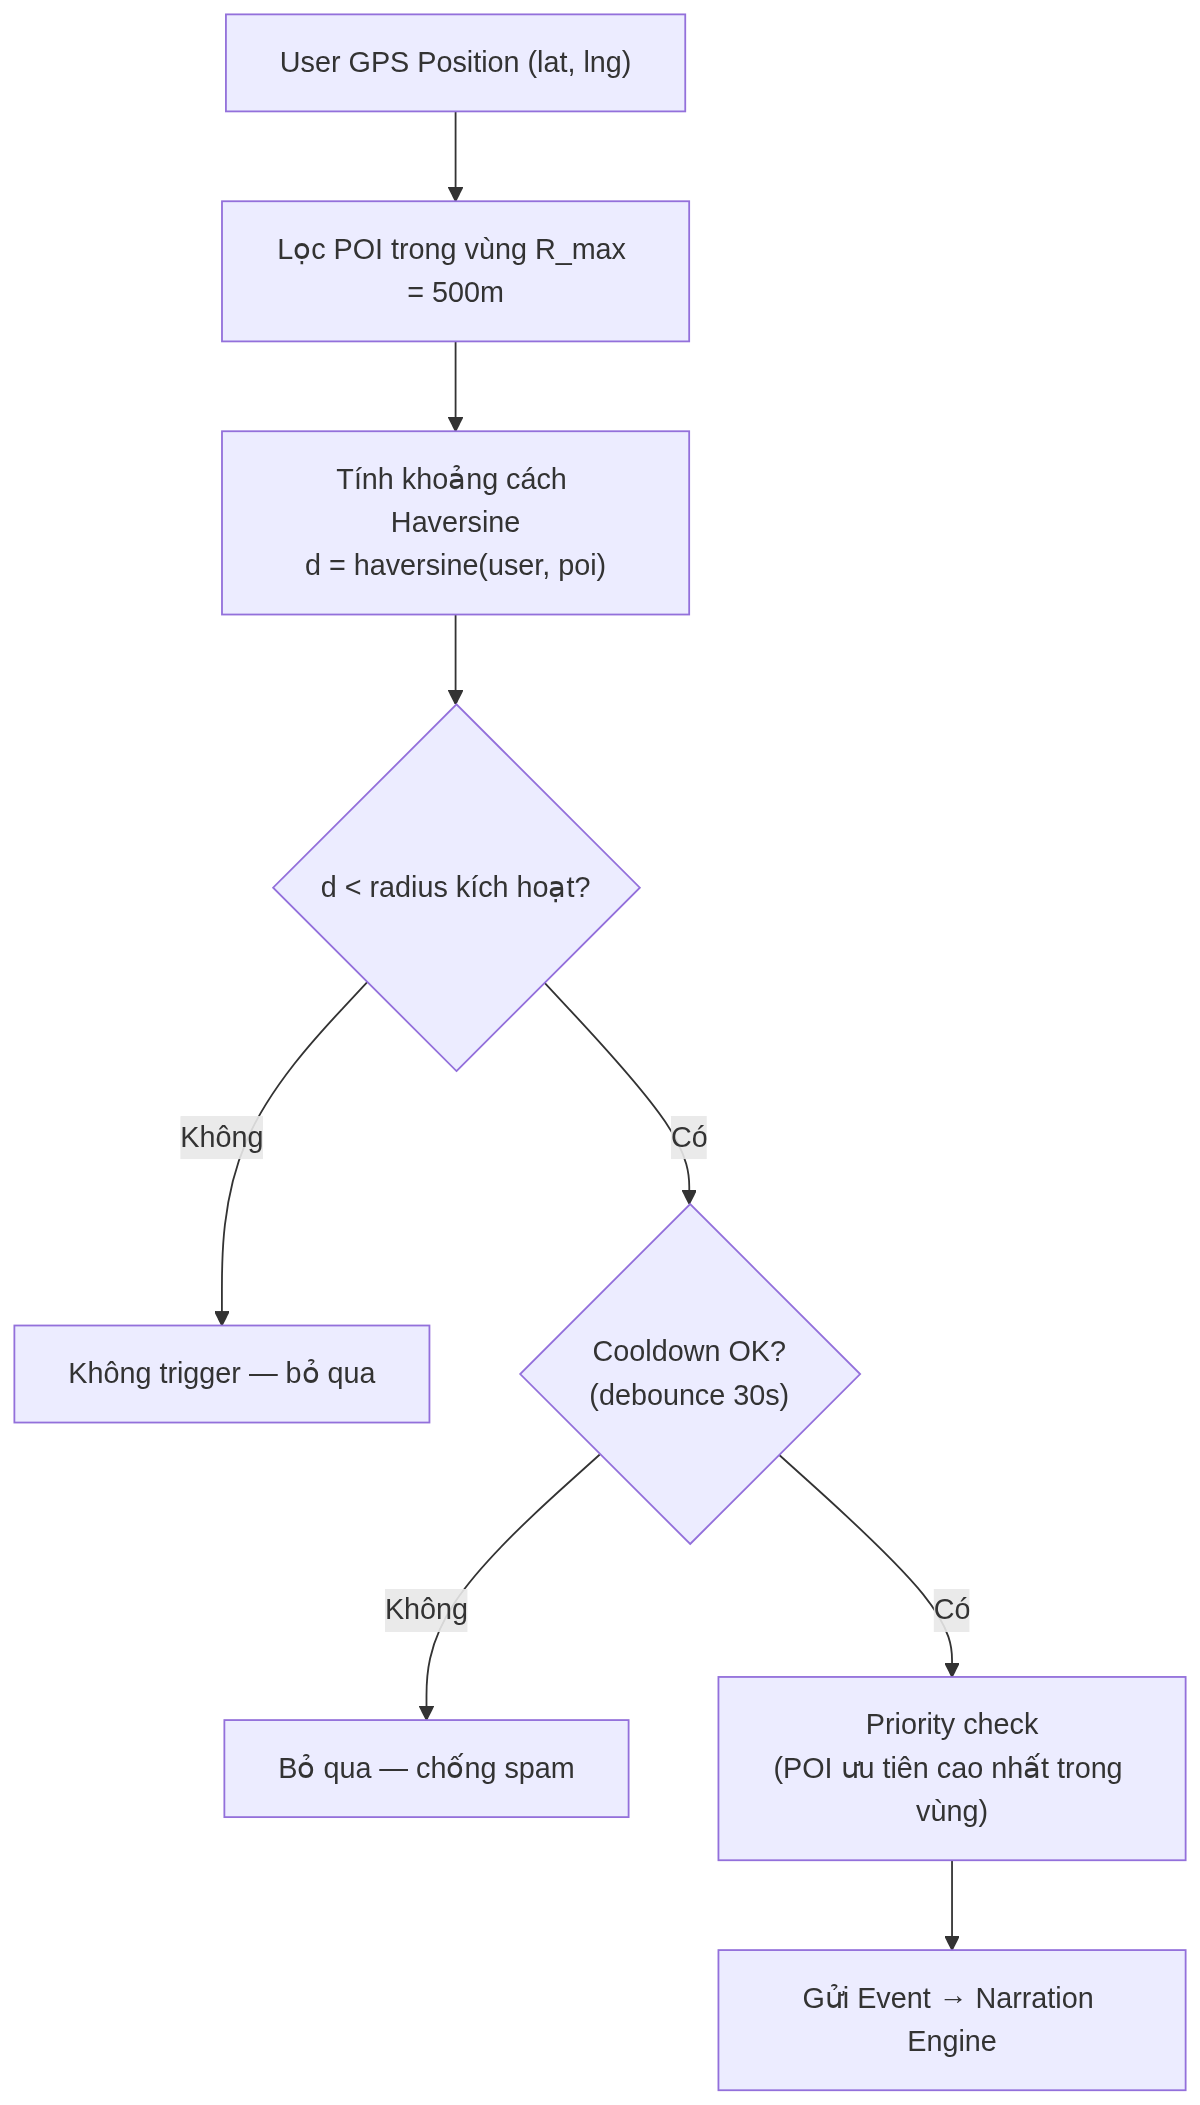 User GPS Position (lat, lng)
Lọc POI trong vùng R_max
= 500m
Tính khoảng cách
Haversine
d = haversine(user, poi)
d < radius kích hoạt?
Không
Có
Không trigger — bỏ qua
Cooldown OK?
(debounce 30s)
Không
Có
Bỏ qua — chống spam
Priority check
(POI ưu tiên cao nhất trong
vùng)
Gửi Event → Narration
Engine